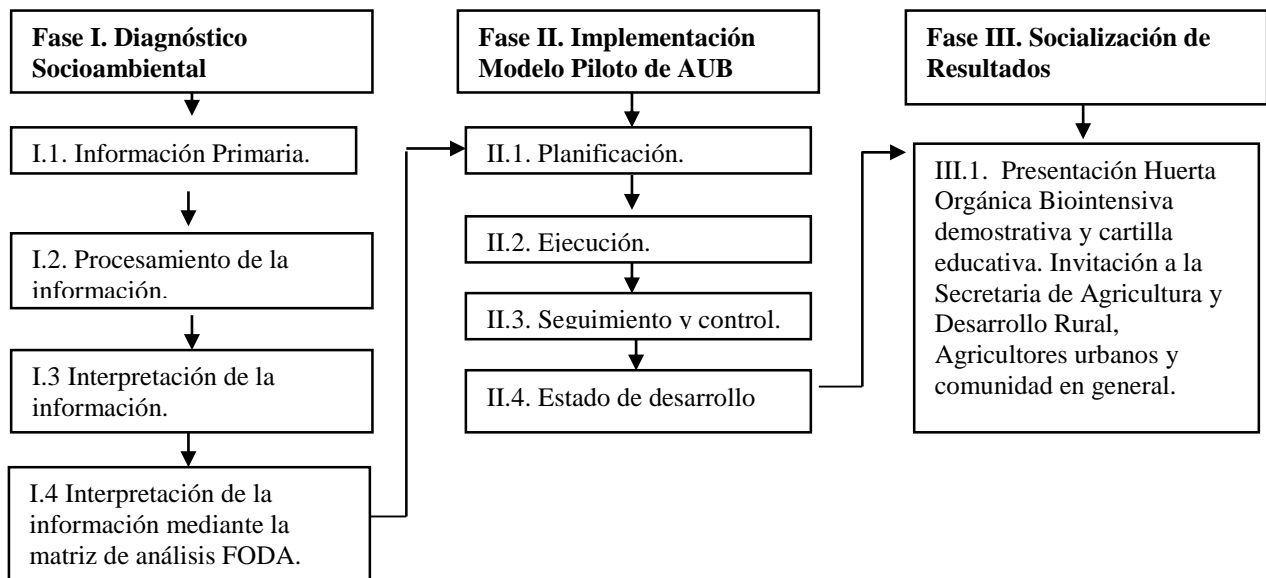 Fase I. Diagnóstico
Socioambiental
I.1. Información Primaria.
I.2. Procesamiento de la
información.
I.3 Interpretación de la
información.
I.4 Interpretación de la
información mediante la
matriz de análisis FODA.
Fase II. Implementación
Modelo Piloto de AUB
II.1. Planificación.
II.2. Ejecución.
II.3. Seguimiento y control.
II.4. Estado de desarrollo
Fase III. Socialización de
Resultados
III.1. Presentación Huerta
Orgánica Biointensiva
demostrativa y cartilla
educativa. Invitación a la
Secretaria de Agricultura y
Desarrollo Rural,
Agricultores urbanos y
comunidad en general.